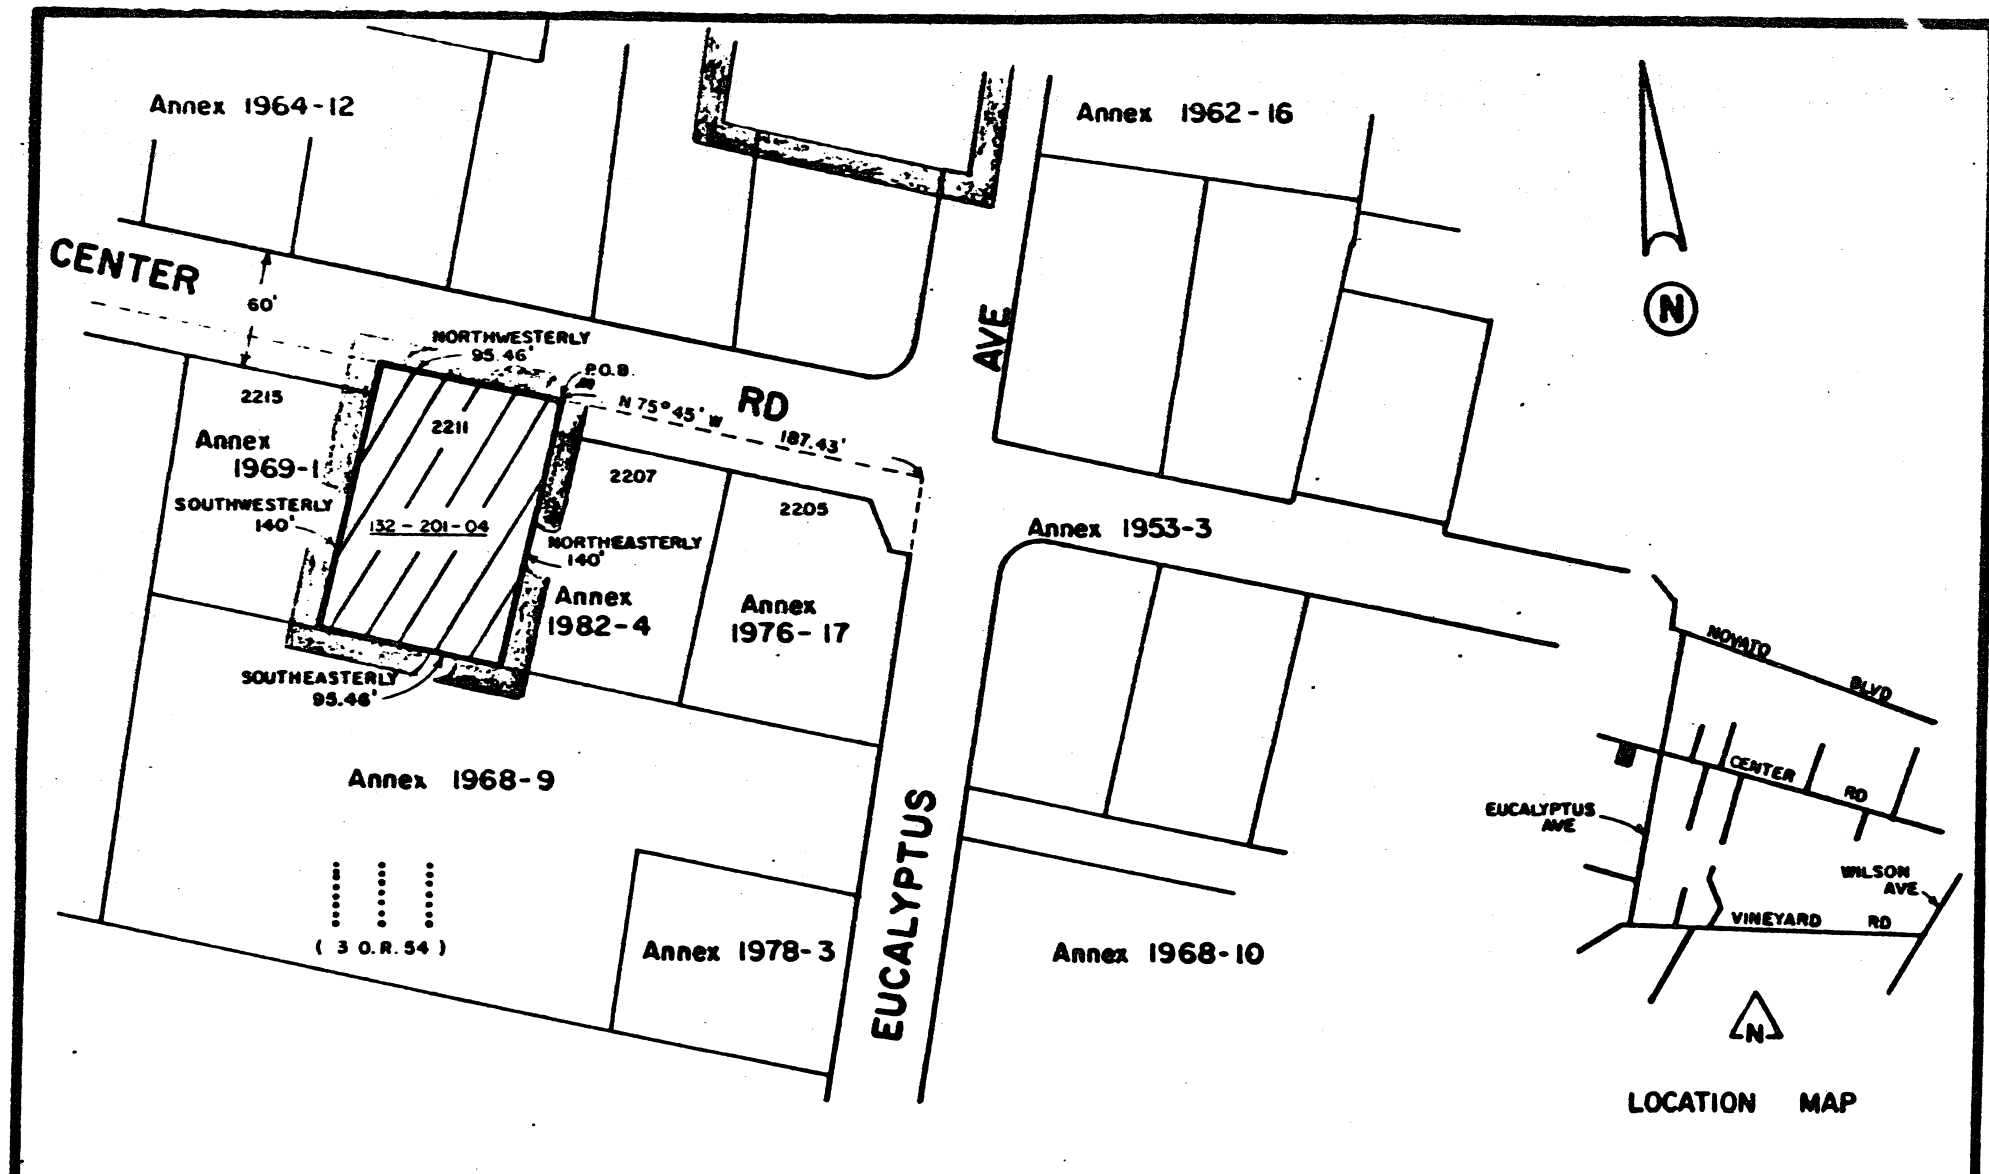 Annex 1964-12
Annex 1962-16
CENTER
60'
NORTHWESTERLY
95.46'
P.O.B.
N 75° 45' W
187.43'
RD
AVE
N
2215
Annex
1969-1
2211
132-201-04
SOUTHWESTERLY
140'
2207
2205
NORTHEASTERLY
140'
Annex
1982-4
Annex
1976-17
Annex 1953-3
SOUTHEASTERLY
95.46'
Annex 1968-9
( 3 O.R. 54 )
Annex 1978-3
EUCALYPTUS
Annex 1968-10
NOVATO
BLVD
CENTER
RD
EUCALYPTUS
AVE
WILSON
AVE
VINEYARD RD
N
LOCATION MAP